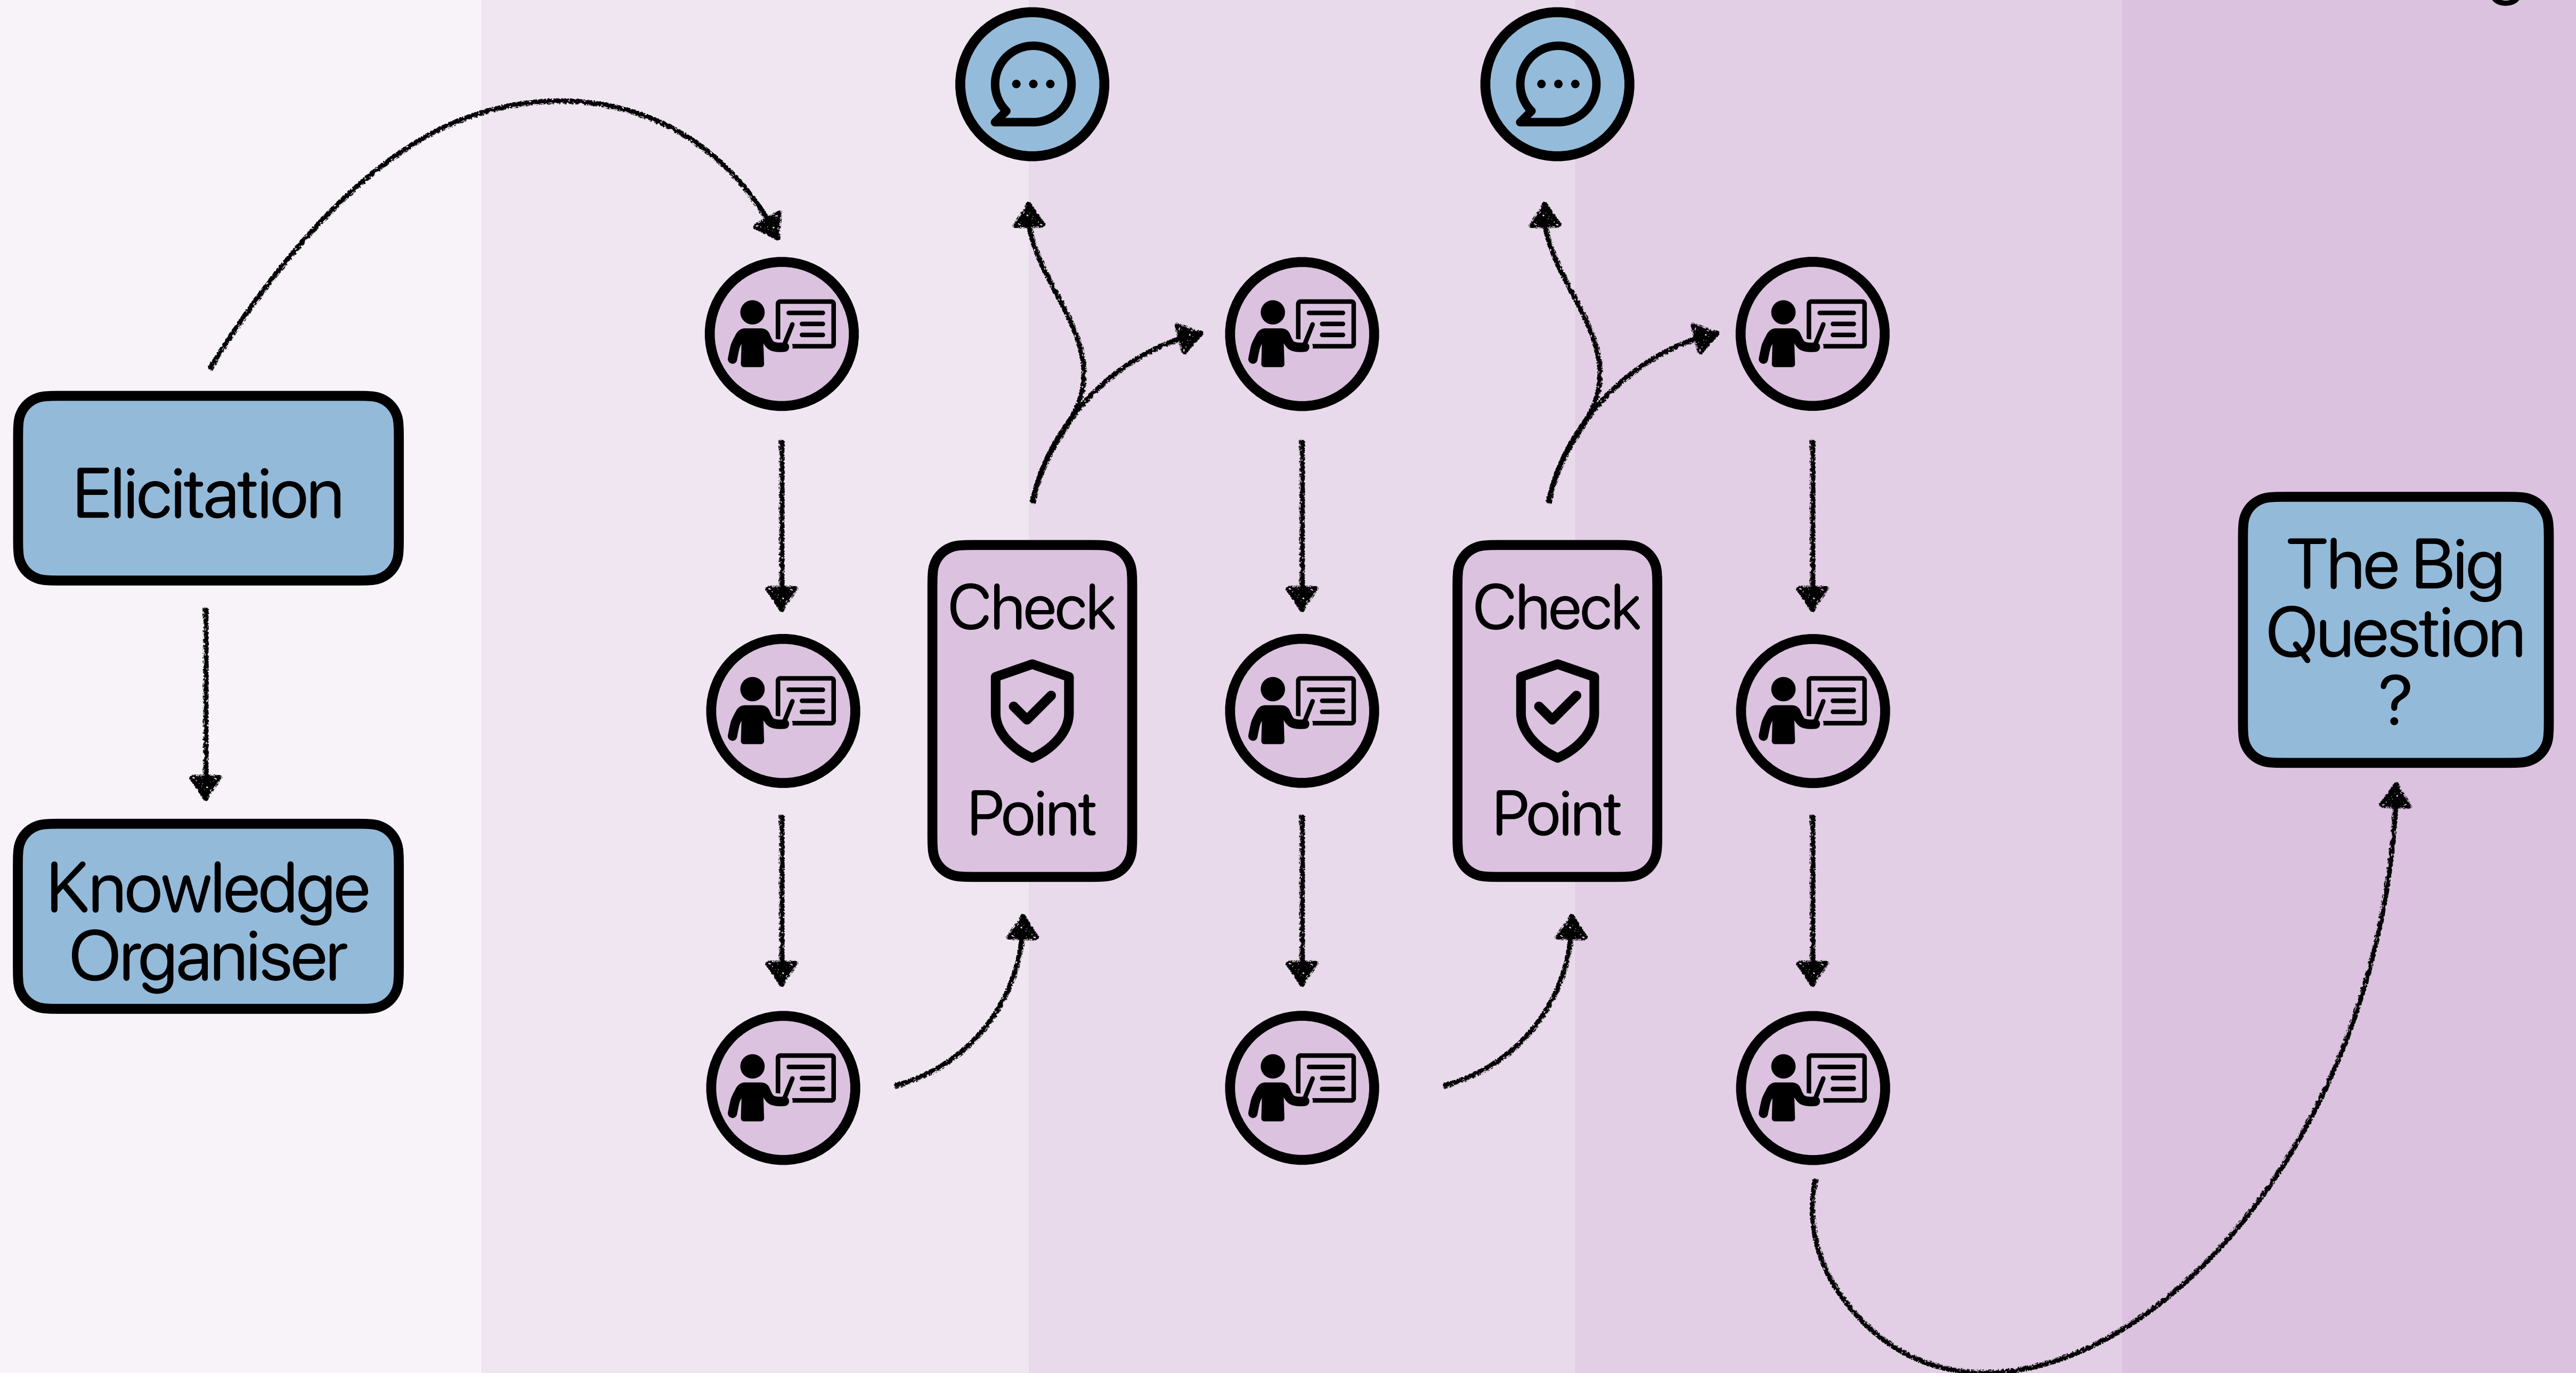 Elicitation
Knowledge
Organiser
Check
Point
Check
Point
The Big
Question
?